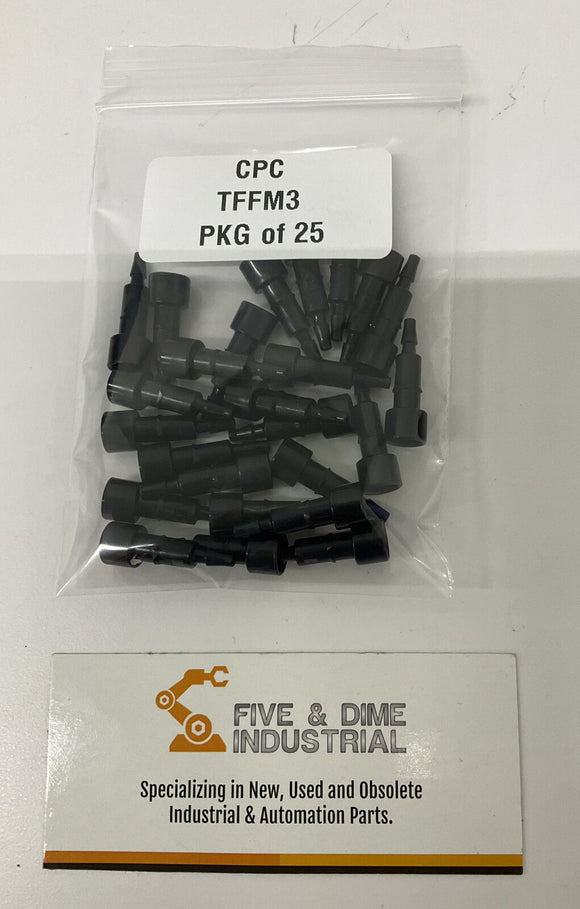 CPC
TFFM3
PKG of 25
FIVE & DIME
INDUSTRIAL
Specializing in New, Used and Obsolete
Industrial & Automation Parts.